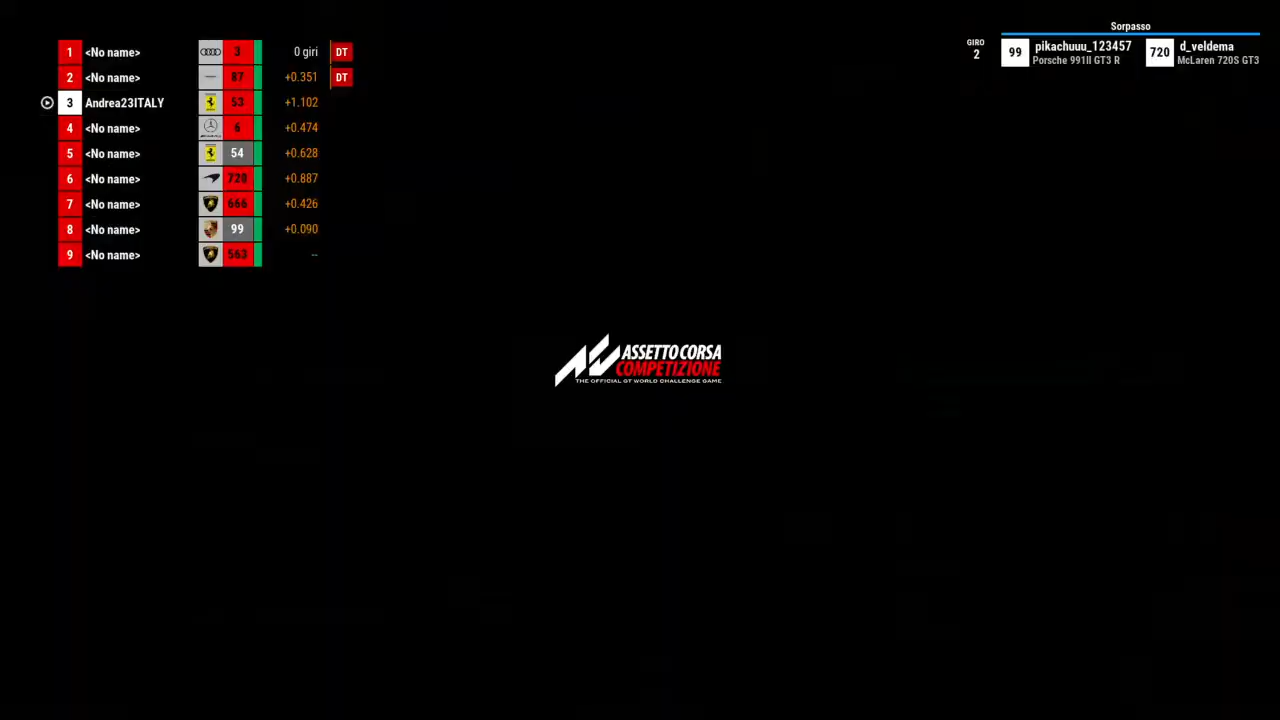 1 <No name> 3 0 giri DT
2 <No name> 87 +0.351 DT
3 Andrea23ITALY 53 +1.102
4 <No name> 6 +0.474
5 <No name> 54 +0.628
6 <No name> 720 +0.887
7 <No name> 666 +0.426
8 <No name> 99 +0.090
9 <No name> 563 --
Sorpasso
GIRO
2
99 pikachuuu_123457
Porsche 991II GT3 R
720 d_veldema
McLaren 720S GT3
ASSETTO CORSA
COMPETIZIONE
THE OFFICIAL GT WORLD CHALLENGE GAME